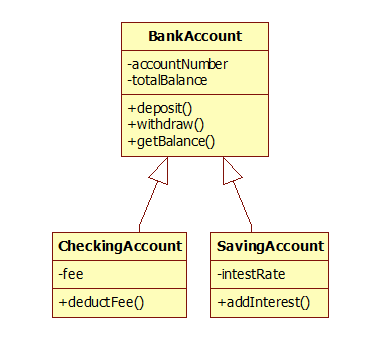 BankAccount
-accountNumber
-totalBalance
+deposit()
+withdraw()
+getBalance()
CheckingAccount
-fee
+deductFee()
SavingAccount
-intestRate
+addInterest()